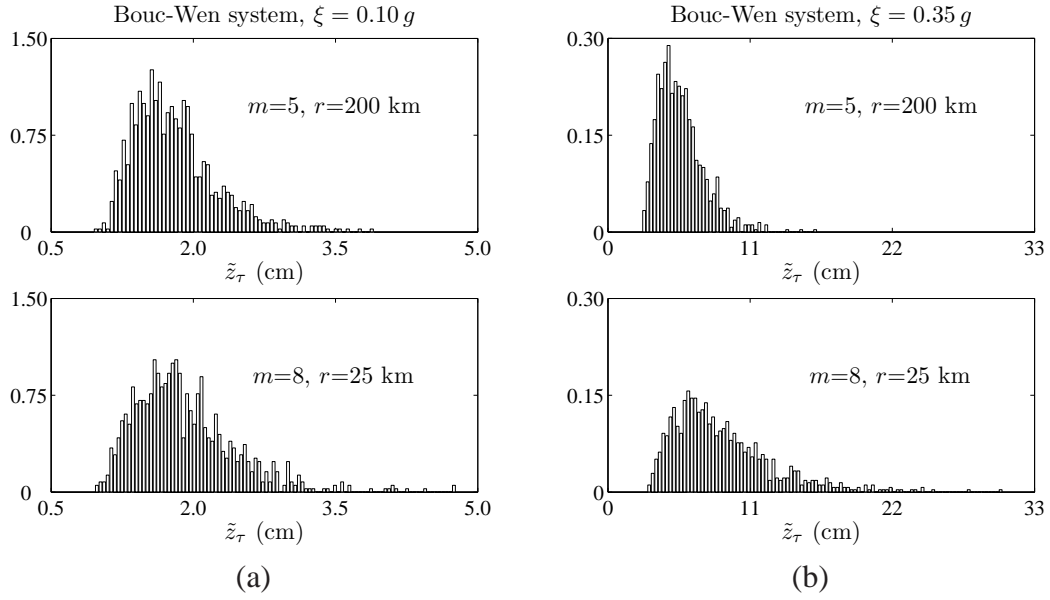 Bouc-Wen system, ξ = 0.10 g
1.50
0.75
0
m=5, r=200 km
0.5 2.0 3.5 5.0
z̃τ (cm)
1.50
0.75
0
m=8, r=25 km
0.5 2.0 3.5 5.0
z̃τ (cm)
(a)
Bouc-Wen system, ξ = 0.35 g
0.30
0.15
0
m=5, r=200 km
0 11 22 33
z̃τ (cm)
0.30
0.15
0
m=8, r=25 km
0 11 22 33
z̃τ (cm)
(b)